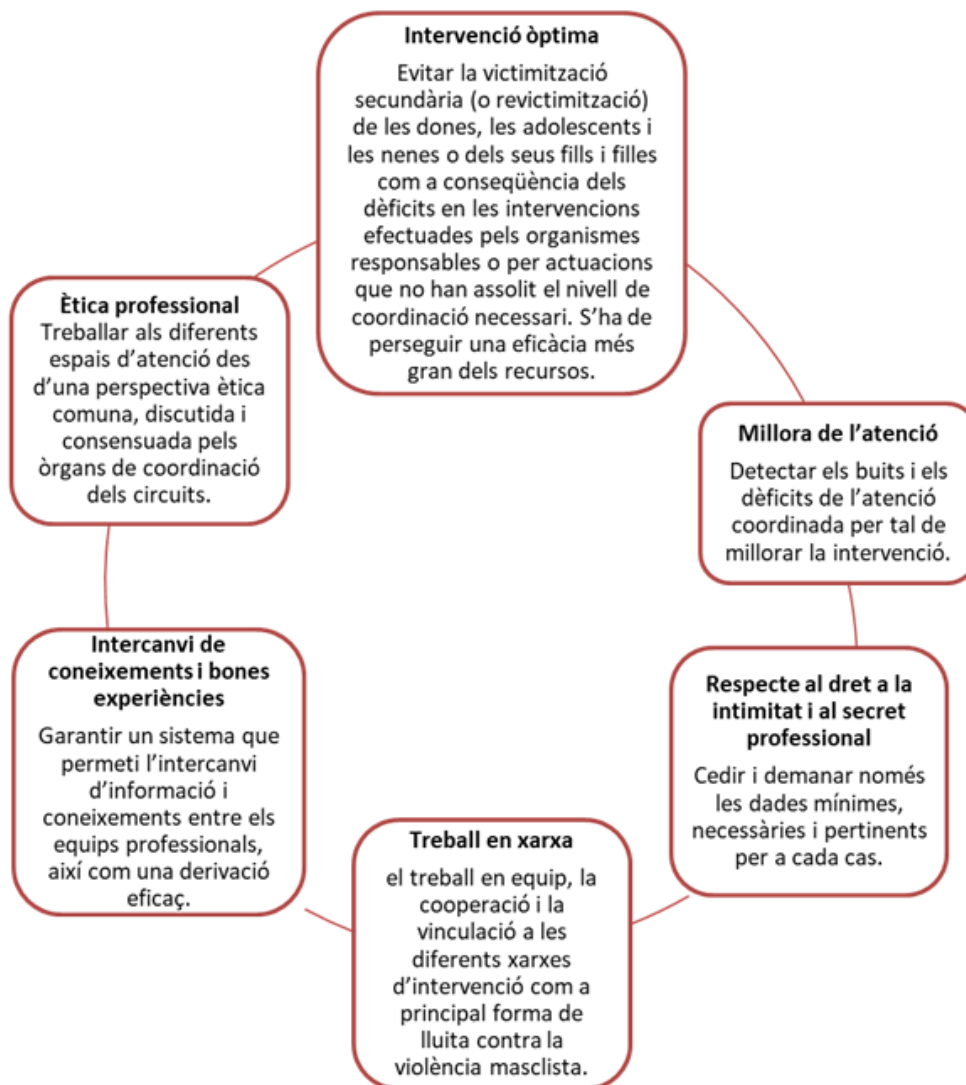 Intervenció òptima
Evitar la victimització
secundària (o revictimització)
de les dones, les adolescents i
les nenes o dels seus fills i filles
com a conseqüència dels
dèficits en les intervencions
efectuades pels organismes
responsables o per actuacions
que no han assolit el nivell de
coordinació necessari. S’ha de
perseguir una eficàcia més
gran dels recursos.
Millora de l’atenció
Detectar els buits i els
dèficits de l’atenció
coordinada per tal de
millorar la intervenció.
Respecte al dret a la
intimitat i al secret
professional
Cedir i demanar només
les dades mínimes,
necessàries i pertinents
per a cada cas.
Treball en xarxa
el treball en equip, la
cooperació i la
vinculació a les
diferents xarxes
d’intervenció com a
principal forma de
lluita contra la
violència masclista.
Intercanvi de
coneixements i bones
experiències
Garantir un sistema que
permeti l’intercanvi
d’informació i
coneixements entre els
equips professionals,
així com una derivació
eficaç.
Ètica professional
Treballar als diferents
espais d’atenció des
d’una perspectiva ètica
comuna, discutida i
consensuada pels
òrgans de coordinació
dels circuits.